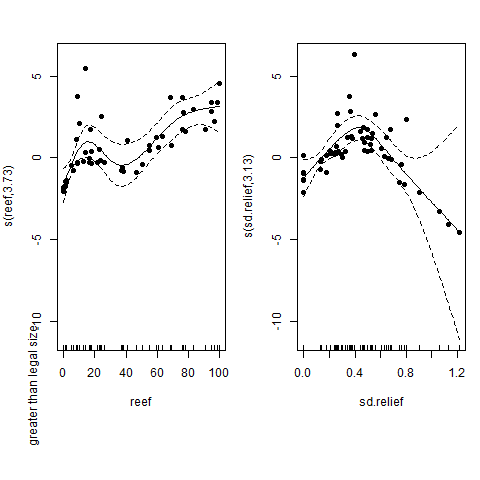 s(reef,3.73)
5
0
-5
-10
greater than legal size
0 20 40 60 80 100
reef
s(sd.relief,3.13)
5
0
-5
-10
0.0 0.4 0.8 1.2
sd.relief